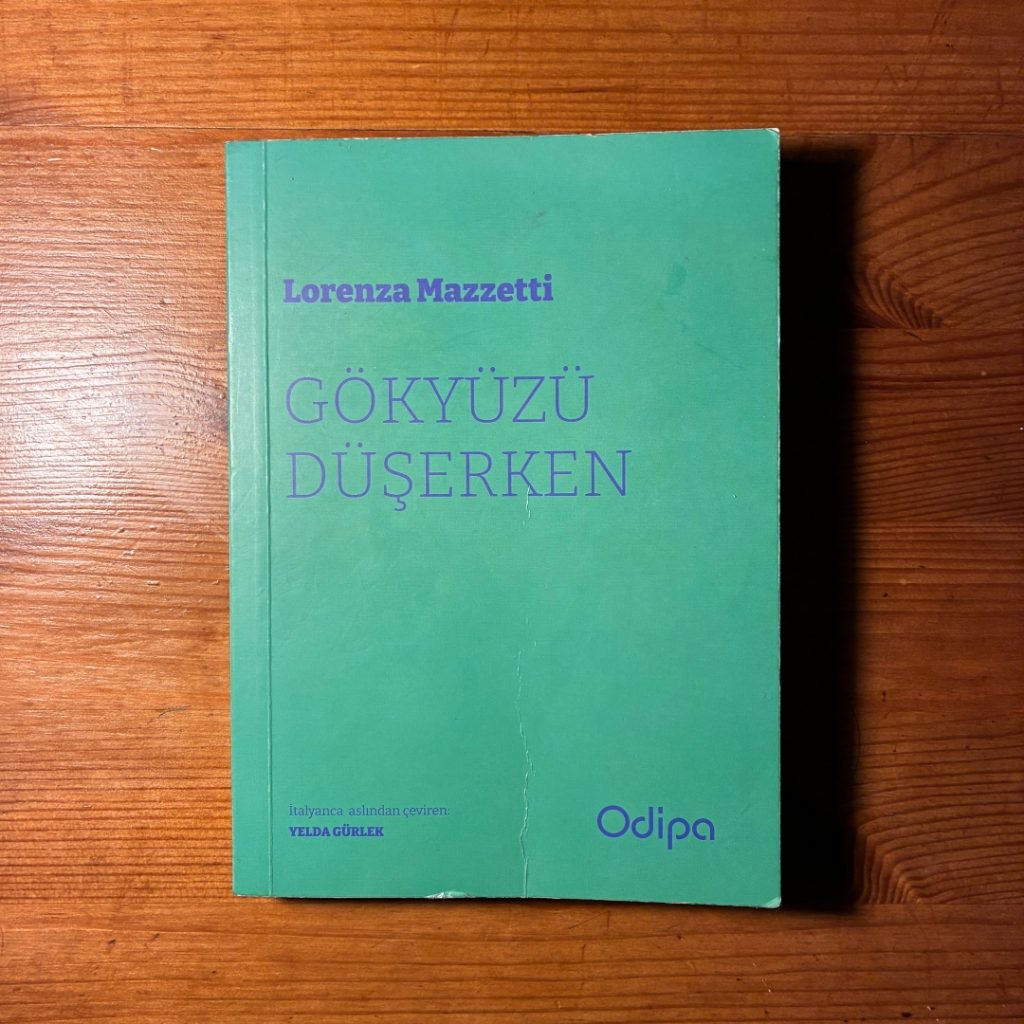 Lorenza Mazzetti
GÖKYÜZÜ
DÜŞERKEN
İtalyanca aslından çeviren:
YELDA GÜRLEK
Odipa